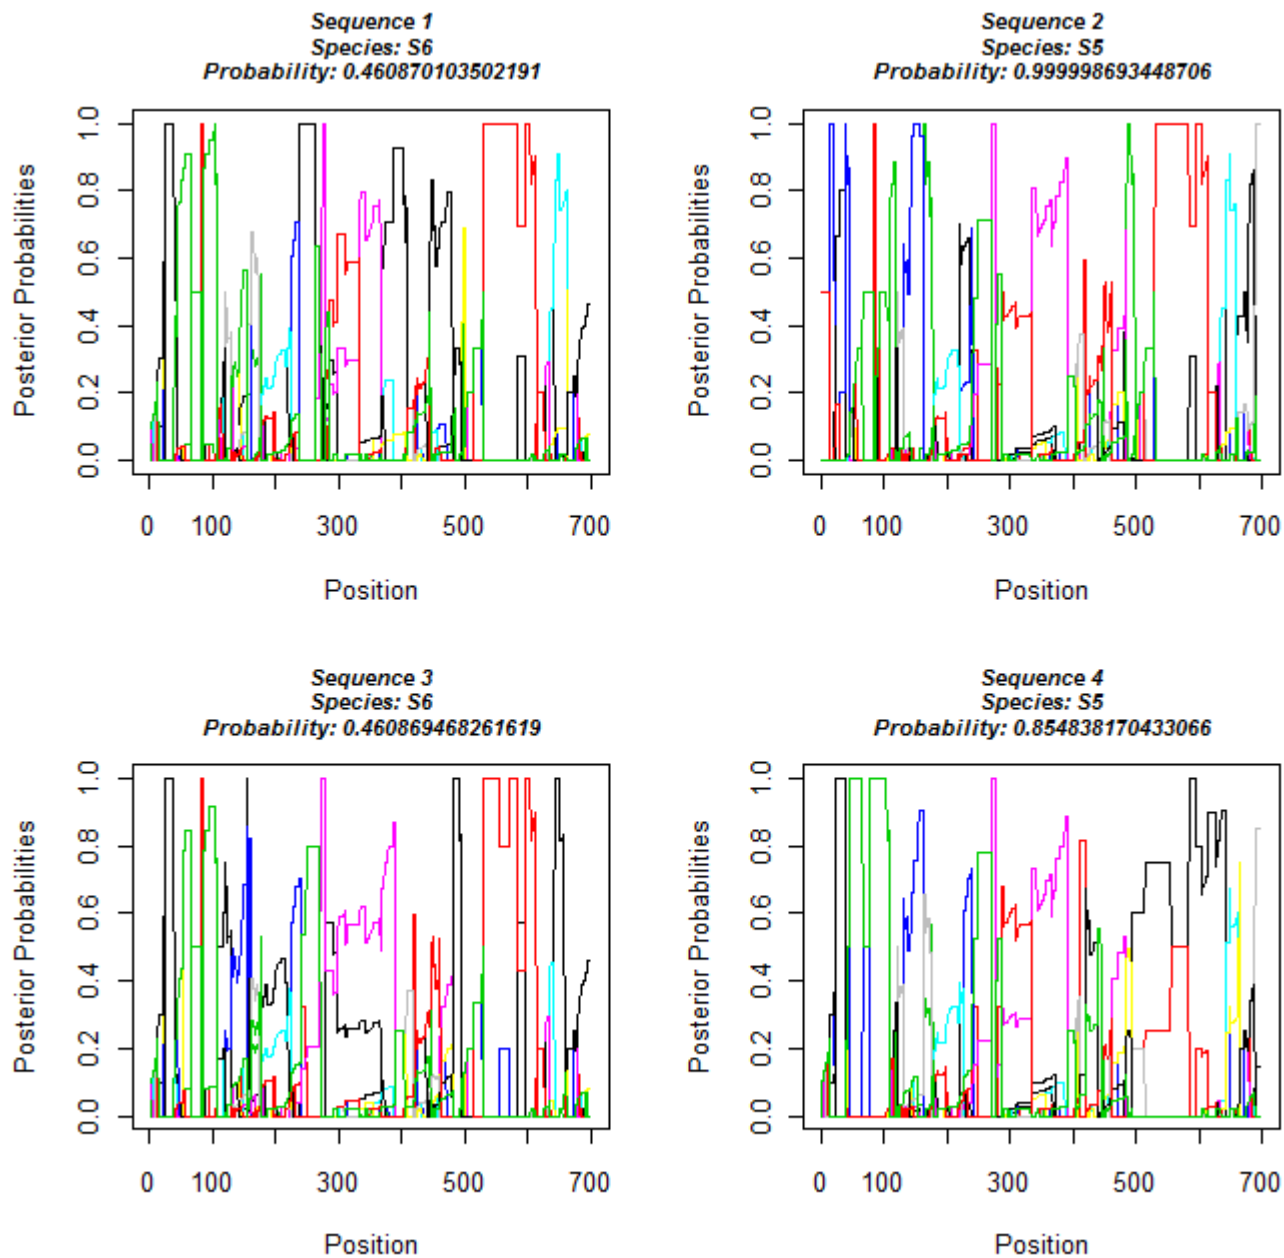 Sequence 1
Species: S6
Probability: 0.460870103502191
Posterior Probabilities
0.0 0.2 0.4 0.6 0.8 1.0
0 100 300 500 700
Position
Sequence 2
Species: S5
Probability: 0.999998693448706
Posterior Probabilities
0.0 0.2 0.4 0.6 0.8 1.0
0 100 300 500 700
Position
Sequence 3
Species: S6
Probability: 0.460869468261619
Posterior Probabilities
0.0 0.2 0.4 0.6 0.8 1.0
0 100 300 500 700
Position
Sequence 4
Species: S5
Probability: 0.854838170433066
Posterior Probabilities
0.0 0.2 0.4 0.6 0.8 1.0
0 100 300 500 700
Position